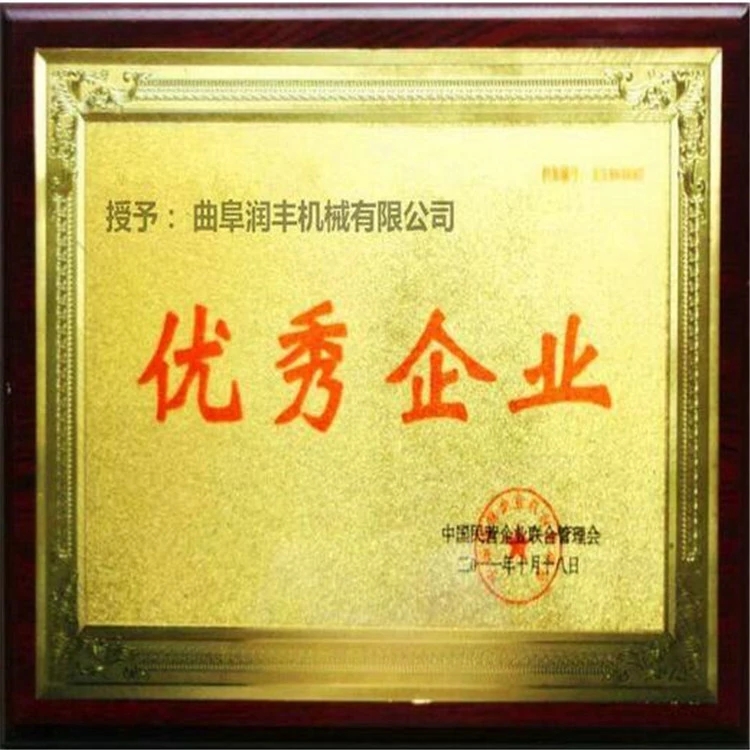 授予：曲阜润丰机械有限公司
优秀企业
中国民营企业联合管理会
二〇一一年十月十八日